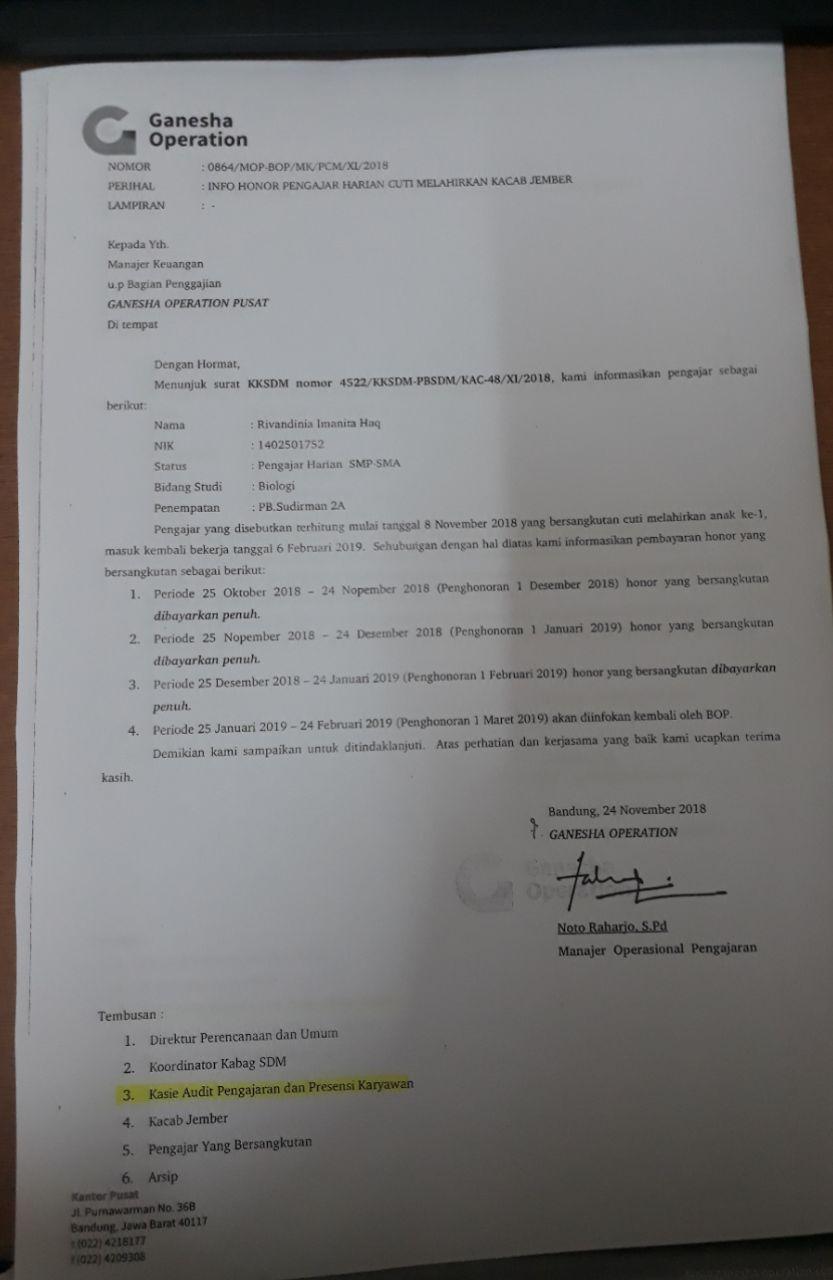 Ganesha
Operation
NOMOR : 0864/MOP-BOP/MK/PCM/XI/2018
PERIHAL : INFO HONOR PENGAJAR HARIAN CUTI MELAHIRKAN KACAB JEMBER
LAMPIRAN : -
Kepada Yth.
Manajer Keuangan
u.p Bagian Penggajian
GANESHA OPERATION PUSAT
Di tempat
Dengan Hormat,
Menunjuk surat KKSDM nomor 4522/KKSDM-PBSDM/KAC-48/XI/2018, kami informasikan pengajar sebagai
berikut:
Nama : Rivandinia Imanita Haq
NIK : 1402501752
Status : Pengajar Harian SMP-SMA
Bidang Studi : Biologi
Penempatan : PB.Sudirman 2A
Pengajar yang disebutkan terhitung mulai tanggal 8 November 2018 yang bersangkutan cuti melahirkan anak ke-1,
masuk kembali bekerja tanggal 6 Februari 2019. Sehubungan dengan hal diatas kami informasikan pembayaran honor yang
bersangkutan sebagai berikut:
1. Periode 25 Oktober 2018 – 24 Nopember 2018 (Penghonoran 1 Desember 2018) honor yang bersangkutan
dibayarkan penuh.
2. Periode 25 Nopember 2018 – 24 Desember 2018 (Penghonoran 1 Januari 2019) honor yang bersangkutan
dibayarkan penuh.
3. Periode 25 Desember 2018 – 24 Januari 2019 (Penghonoran 1 Februari 2019) honor yang bersangkutan dibayarkan
penuh.
4. Periode 25 Januari 2019 – 24 Februari 2019 (Penghonoran 1 Maret 2019) akan diinfokan kembali oleh BOP.
Demikian kami sampaikan untuk ditindaklanjuti. Atas perhatian dan kerjasama yang baik kami ucapkan terima
kasih.
Bandung, 24 November 2018
GANESHA OPERATION
Ganesha
Operation
Noto Raharjo, S.Pd
Manajer Operasional Pengajaran
Tembusan :
1. Direktur Perencanaan dan Umum
2. Koordinator Kabag SDM
3. Kasie Audit Pengajaran dan Presensi Karyawan
4. Kacab Jember
5. Pengajar Yang Bersangkutan
6. Arsip
Kantor Pusat
Jl. Purnawarman No. 36B
Bandung, Jawa Barat 40117
t (022) 4218177
f (022) 4209308